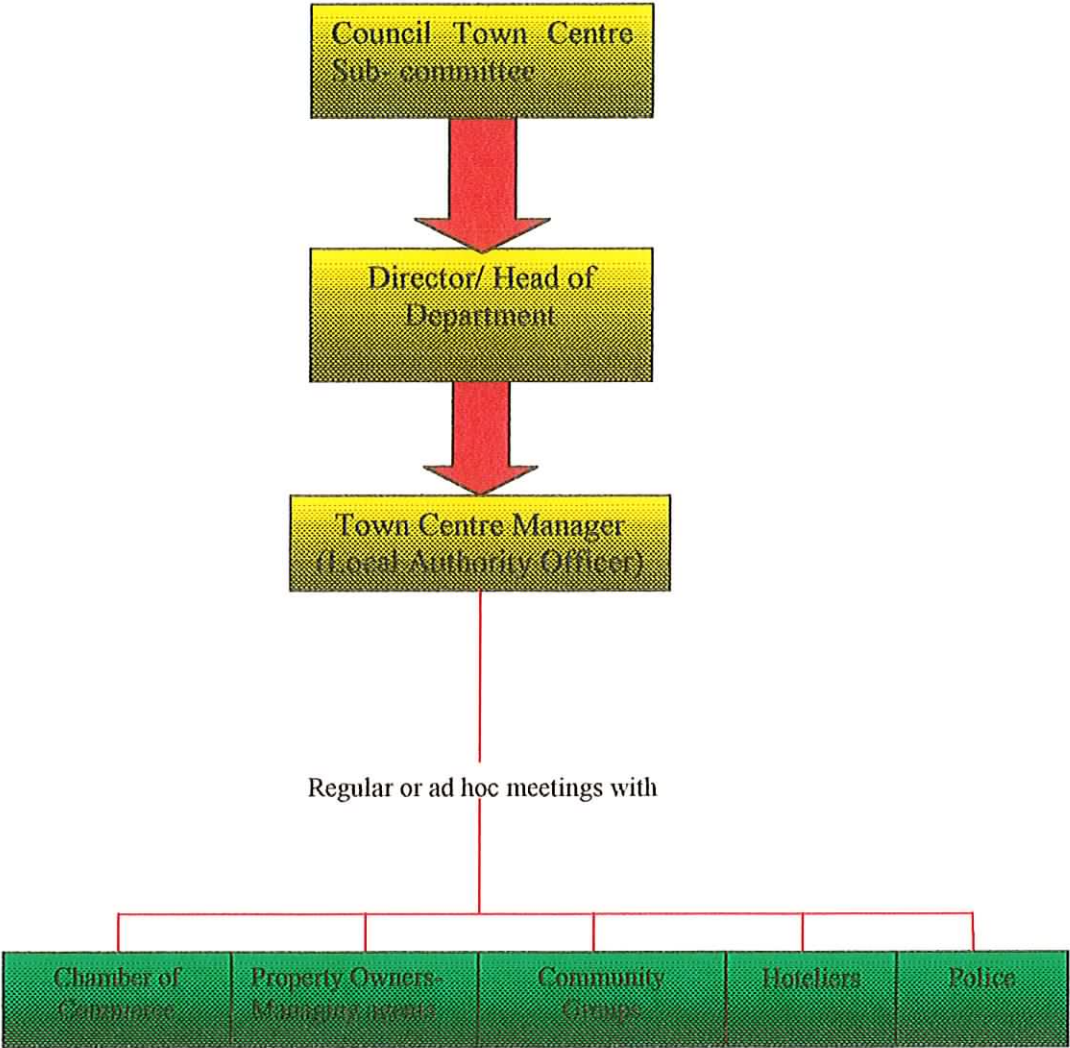 Council Town Centre
Sub- committee
Director/ Head of
Department
Town Centre Manager
(Local Authority Officer)
Regular or ad hoc meetings with
Chamber of
Commerce
Property Owners-
Managing agents
Community
Groups
Hoteliers
Police